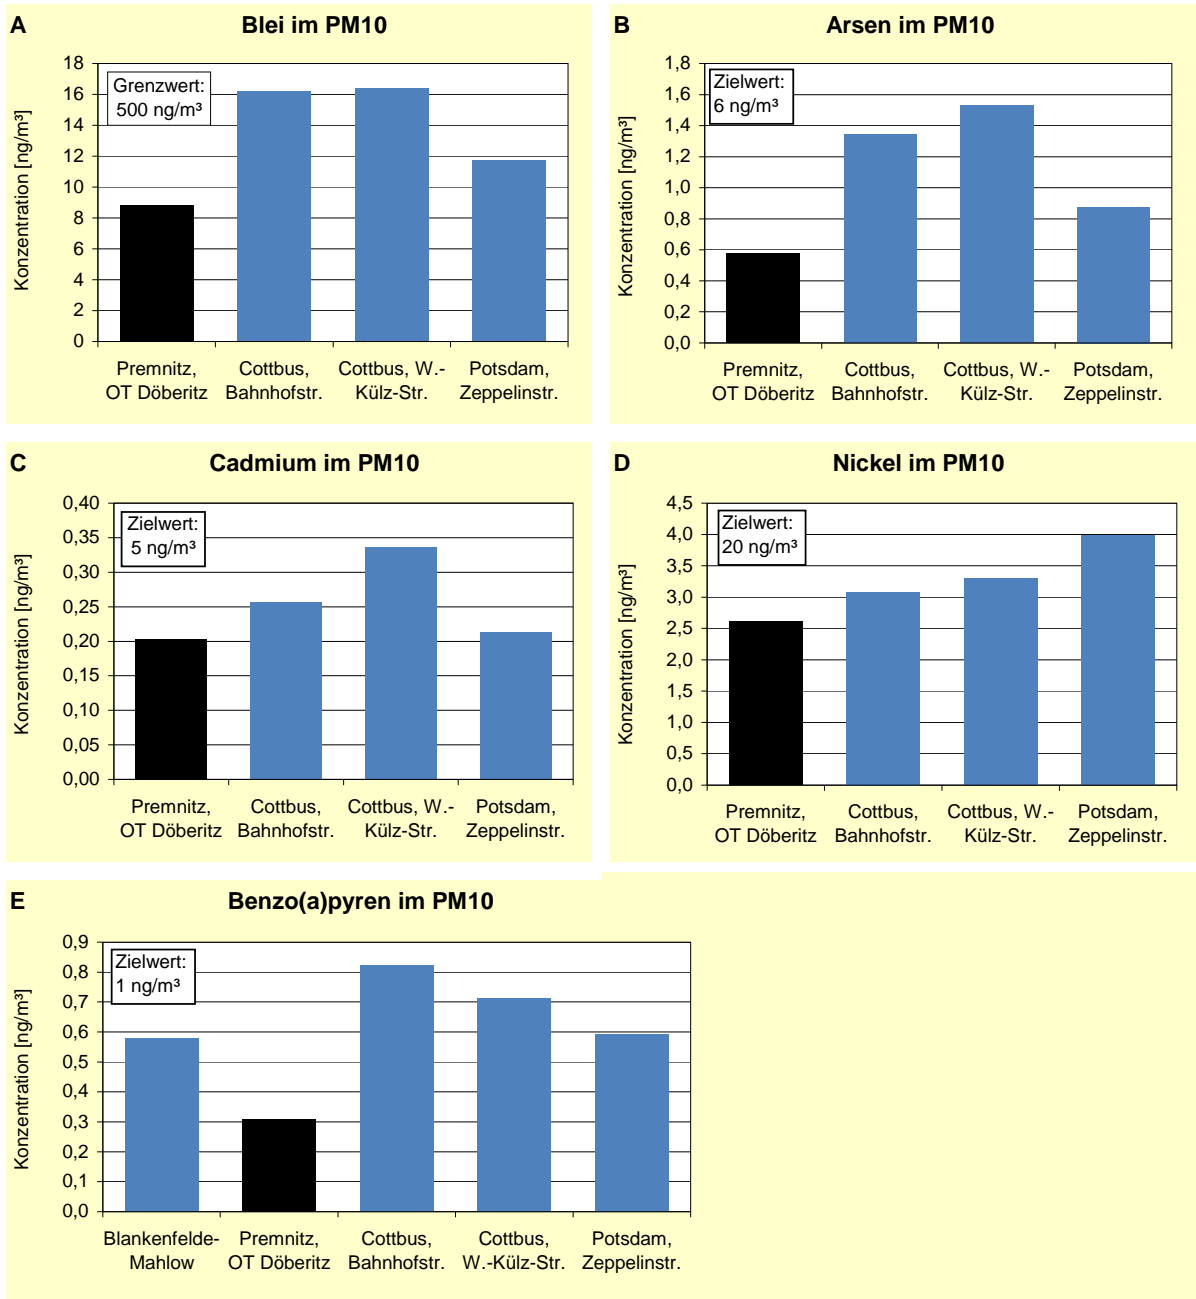 A
Blei im PM10
Konzentration [ng/m³]
18
16
14
12
10
8
6
4
2
0
Grenzwert:
500 ng/m³
Premnitz,
OT Döberitz
Cottbus,
Bahnhofstr.
Cottbus, W.-
Külz-Str.
Potsdam,
Zeppelinstr.
B
Arsen im PM10
Konzentration [ng/m³]
1,8
1,6
1,4
1,2
1,0
0,8
0,6
0,4
0,2
0,0
Zielwert:
6 ng/m³
Premnitz,
OT Döberitz
Cottbus,
Bahnhofstr.
Cottbus, W.-
Külz-Str.
Potsdam,
Zeppelinstr.
C
Cadmium im PM10
Konzentration [ng/m³]
0,40
0,35
0,30
0,25
0,20
0,15
0,10
0,05
0,00
Zielwert:
5 ng/m³
Premnitz,
OT Döberitz
Cottbus,
Bahnhofstr.
Cottbus, W.-
Külz-Str.
Potsdam,
Zeppelinstr.
D
Nickel im PM10
Konzentration [ng/m³]
4,5
4,0
3,5
3,0
2,5
2,0
1,5
1,0
0,5
0,0
Zielwert:
20 ng/m³
Premnitz,
OT Döberitz
Cottbus,
Bahnhofstr.
Cottbus, W.-
Külz-Str.
Potsdam,
Zeppelinstr.
E
Benzo(a)pyren im PM10
Konzentration [ng/m³]
0,9
0,8
0,7
0,6
0,5
0,4
0,3
0,2
0,1
0,0
Zielwert:
1 ng/m³
Blankenfelde-
Mahlow
Premnitz,
OT Döberitz
Cottbus,
Bahnhofstr.
Cottbus,
W.-Külz-Str.
Potsdam,
Zeppelinstr.